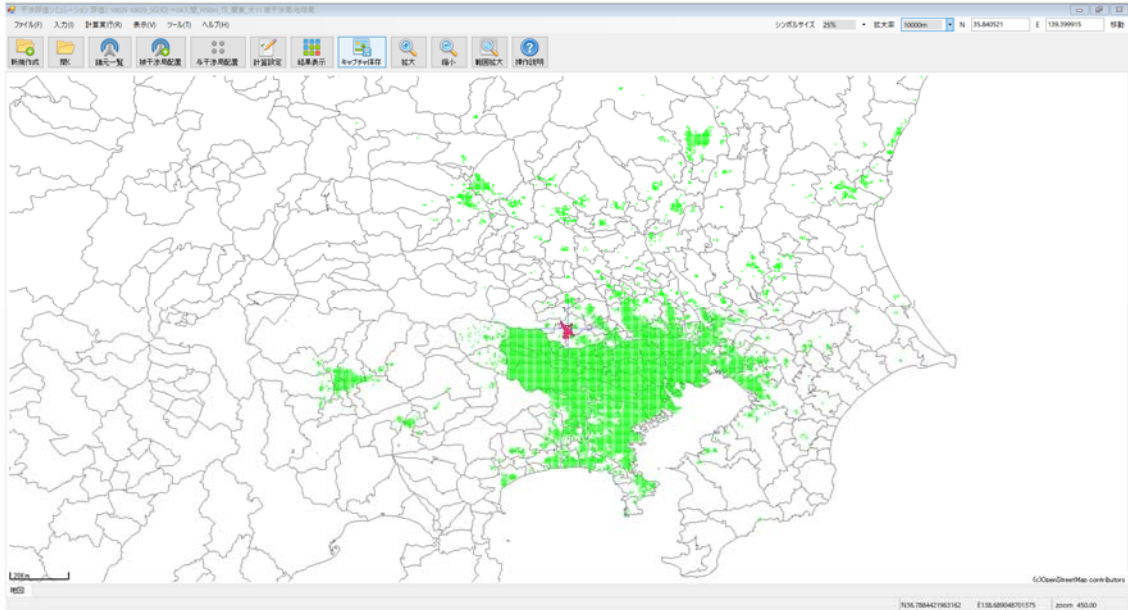 ファイル(F) 入力(I) 計算実行(R) 表示(V) ツール(T) ヘルプ(H)
シンボルサイズ 25% 拡大率 10000m N 35.840521 E 139.399915 移動
新規作成 開く 諸元一覧 被干渉局配置 与干渉局配置 計算設定 結果表示 キャプチャ保存 拡大 縮小 範囲拡大 操作説明
20Km
(c)OpenStreetMap contributors
地図
N36.7884421963162 E138.689048701375 zoom 450.00